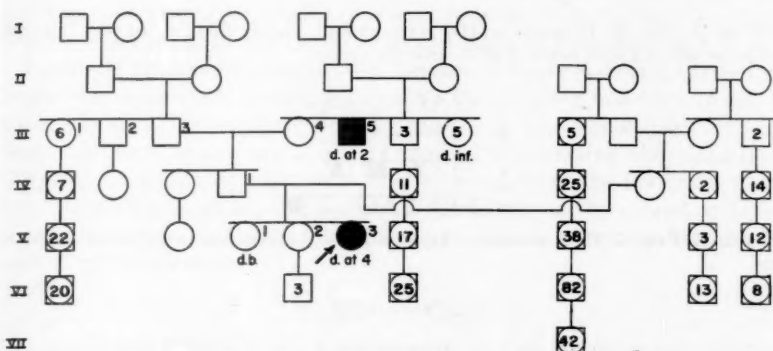 I
II
III 6 1 2 3 4 5 3 5 5 2
d. at 2 d. inf.
IV 7 1 11 25 2 14
V 22 1 2 3 17 38 3 12
d.b. d. at 4
VI 20 3 25 82 13 8
VII 42